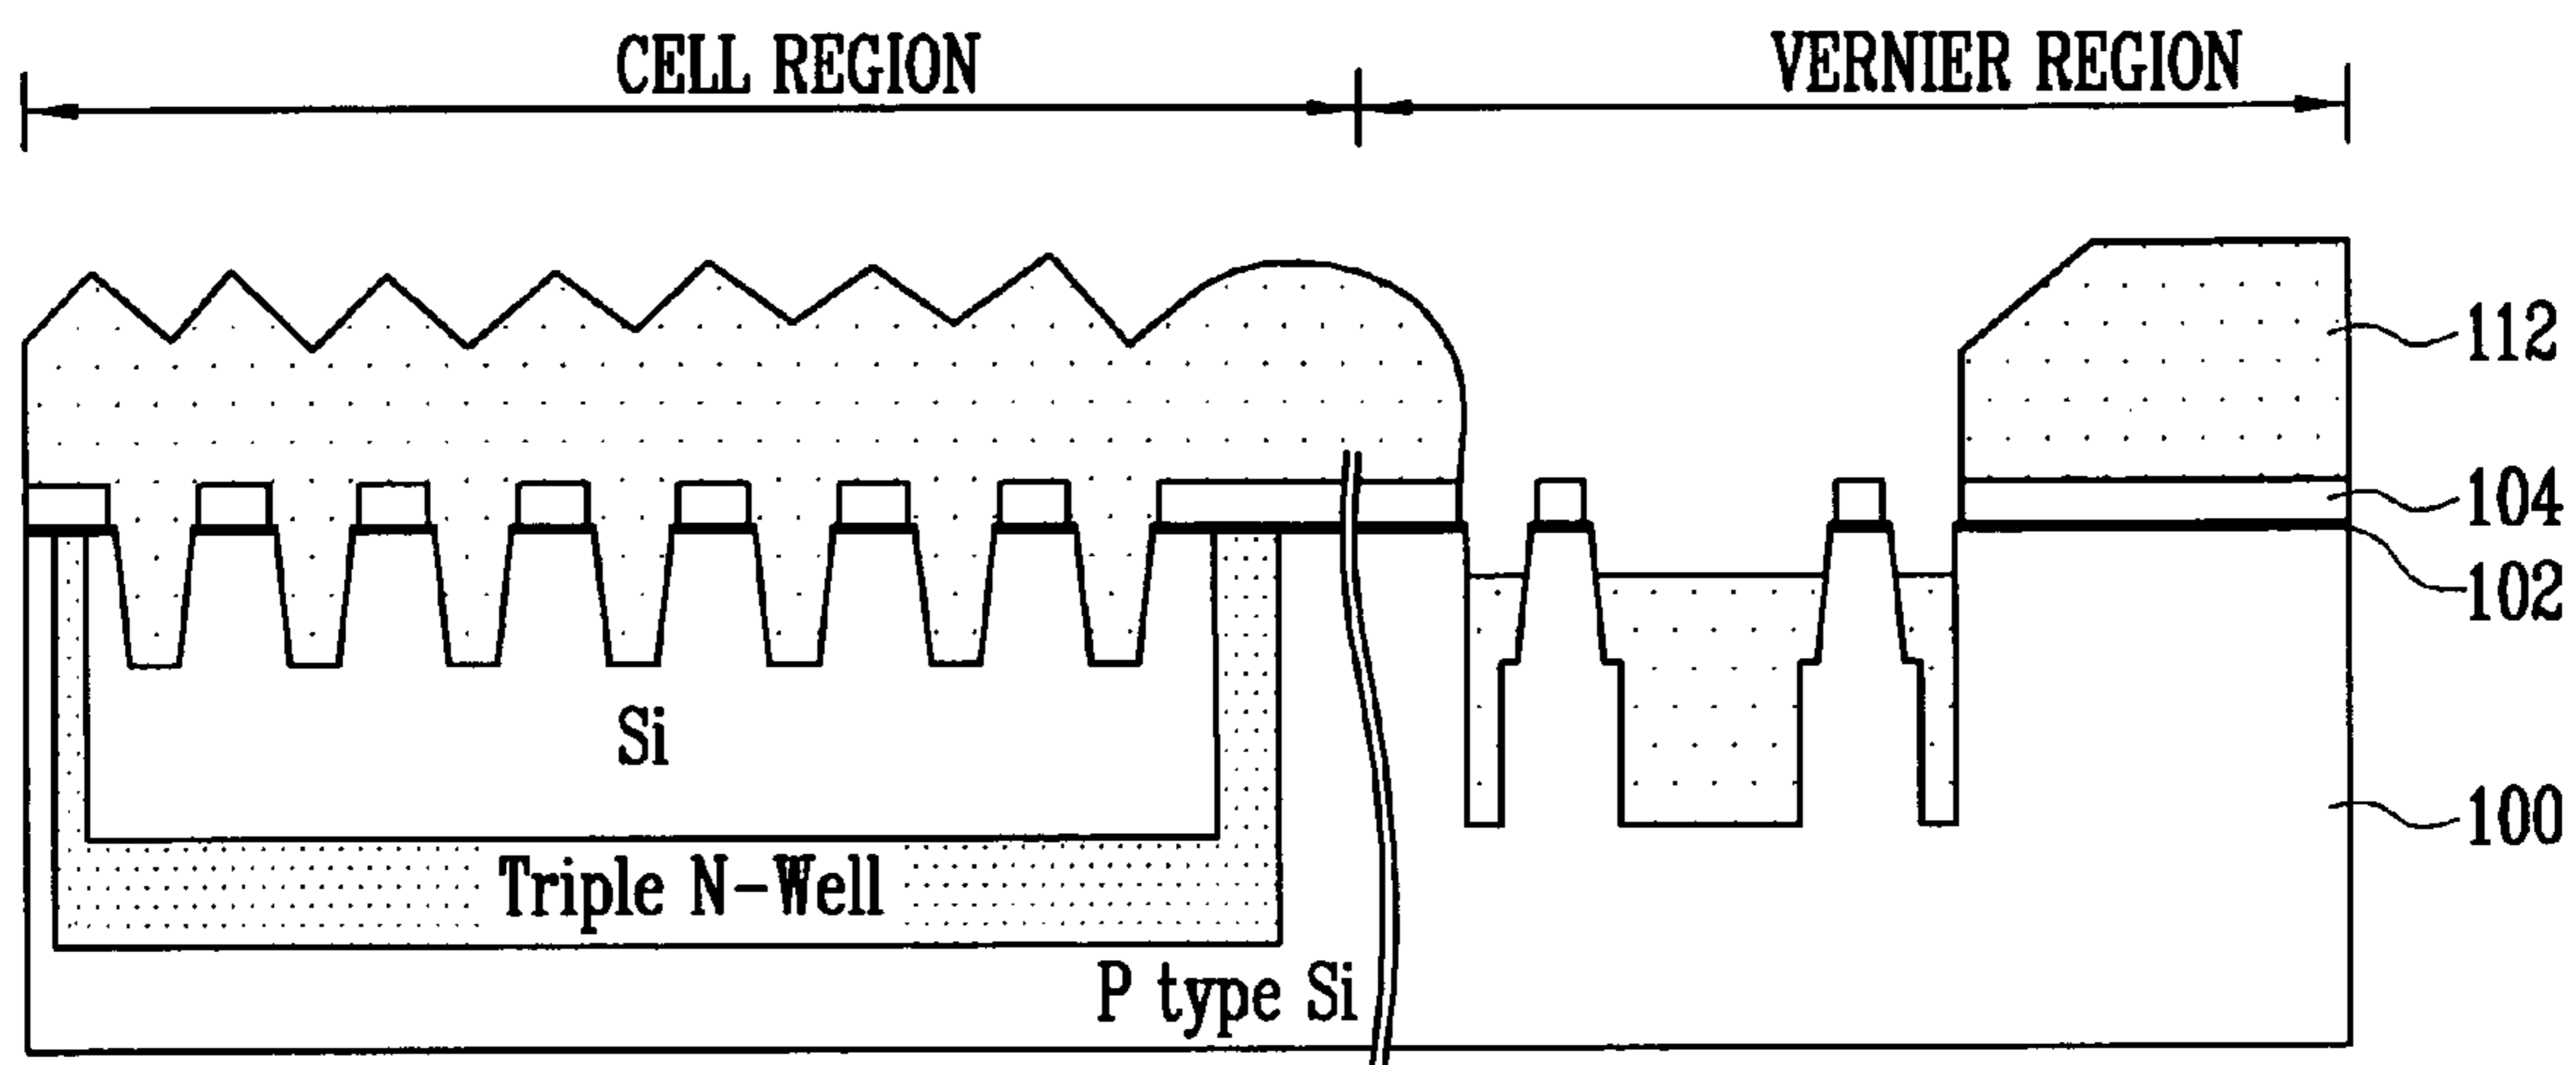 CELL REGION
VERNIER REGION
112
104
102
100
Si
Triple N-Well
P type Si